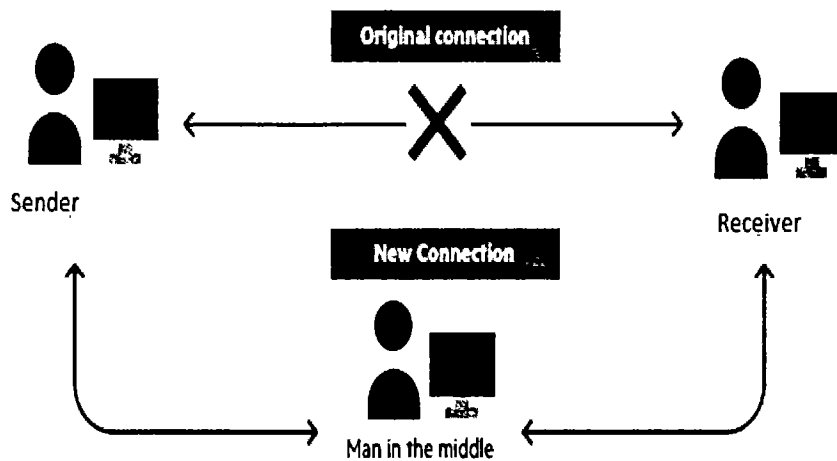 Original connection
Sender
Receiver
New Connection
Man in the middle